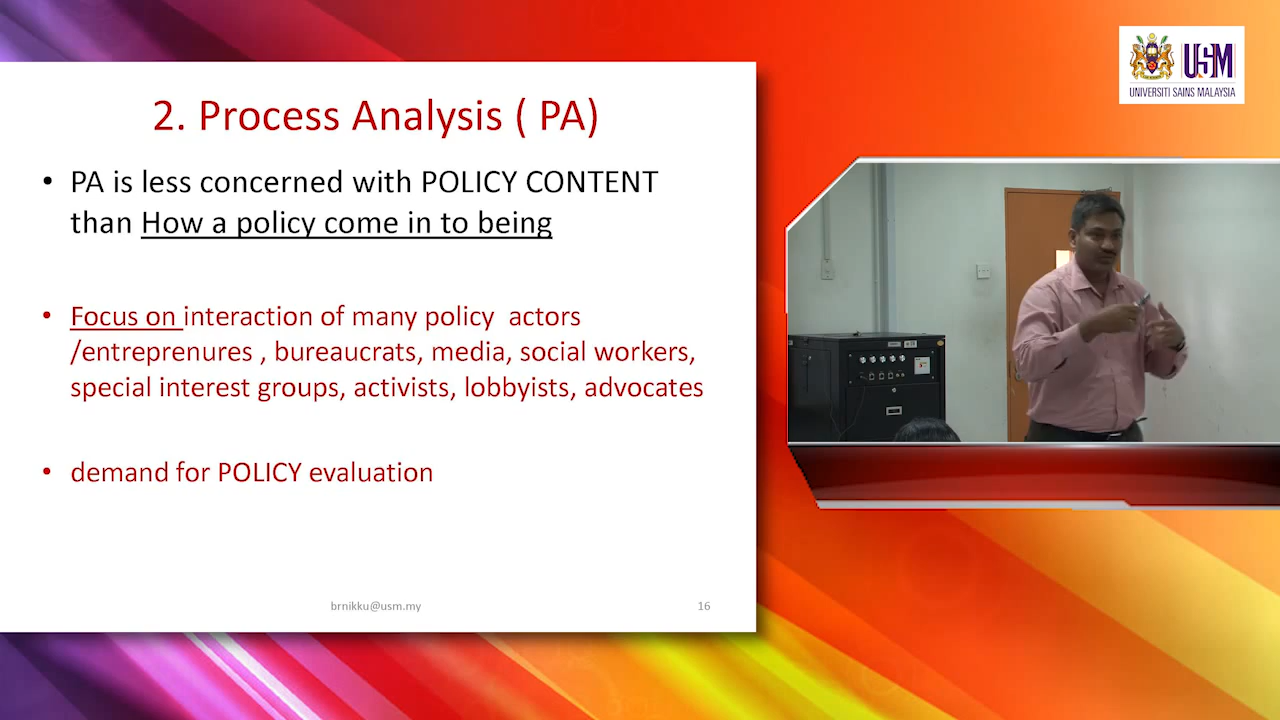 USM
UNIVERSITI SAINS MALAYSIA
2. Process Analysis ( PA)
• PA is less concerned with POLICY CONTENT
than How a policy come in to being
• Focus on interaction of many policy actors
/entreprenures , bureaucrats, media, social workers,
special interest groups, activists, lobbyists, advocates
• demand for POLICY evaluation
brnikku@usm.my
16